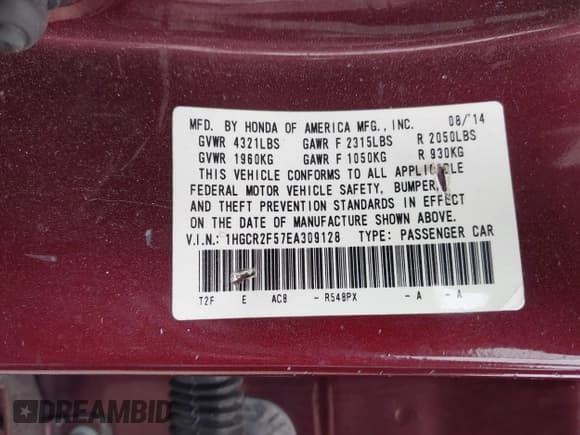 MFD. BY HONDA OF AMERICA MFG., INC. 08/'14
GVWR 4321LBS GAWR F 2315LBS R 2050LBS
GVWR 1960KG GAWR F 1050KG R 930KG
THIS VEHICLE CONFORMS TO ALL APPLICABLE
FEDERAL MOTOR VEHICLE SAFETY, BUMPER,
AND THEFT PREVENTION STANDARDS IN EFFECT
ON THE DATE OF MANUFACTURE SHOWN ABOVE.
V.I.N.: 1HGCR2F57EA309128 TYPE: PASSENGER CAR
T2F E AC8 - R548PX - A - A
DREAMBID